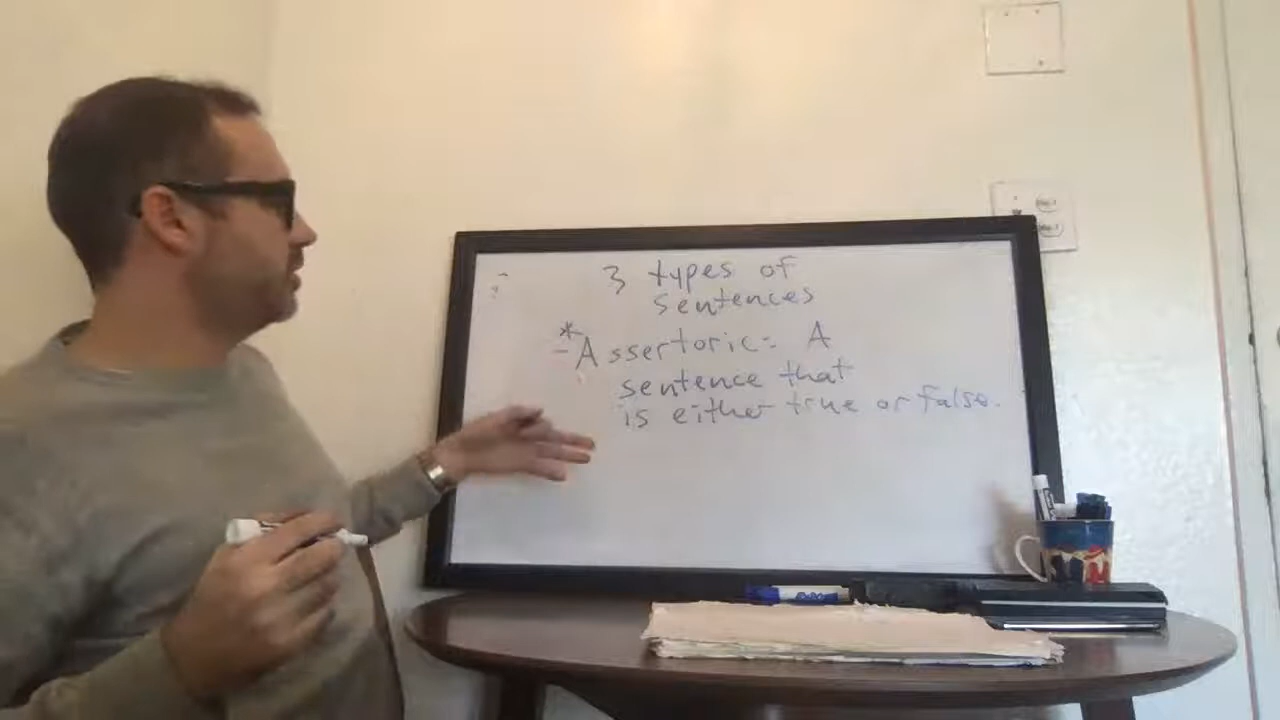 3 types of
sentences
*
- Assertoric:- A
sentence that
is either true or false.